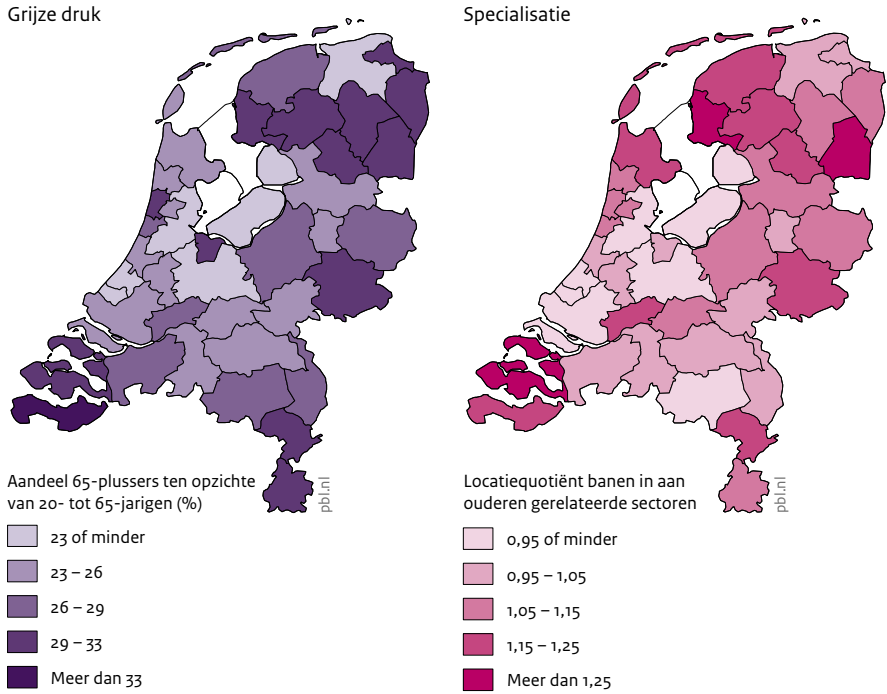 Grijze druk
Aandeel 65-plussers ten opzichte
van 20- tot 65-jarigen (%)
23 of minder
23 – 26
26 – 29
29 – 33
Meer dan 33
pbl.nl
Specialisatie
Locatiequotiënt banen in aan
ouderen gerelateerde sectoren
0,95 of minder
0,95 – 1,05
1,05 – 1,15
1,15 – 1,25
Meer dan 1,25
pbl.nl